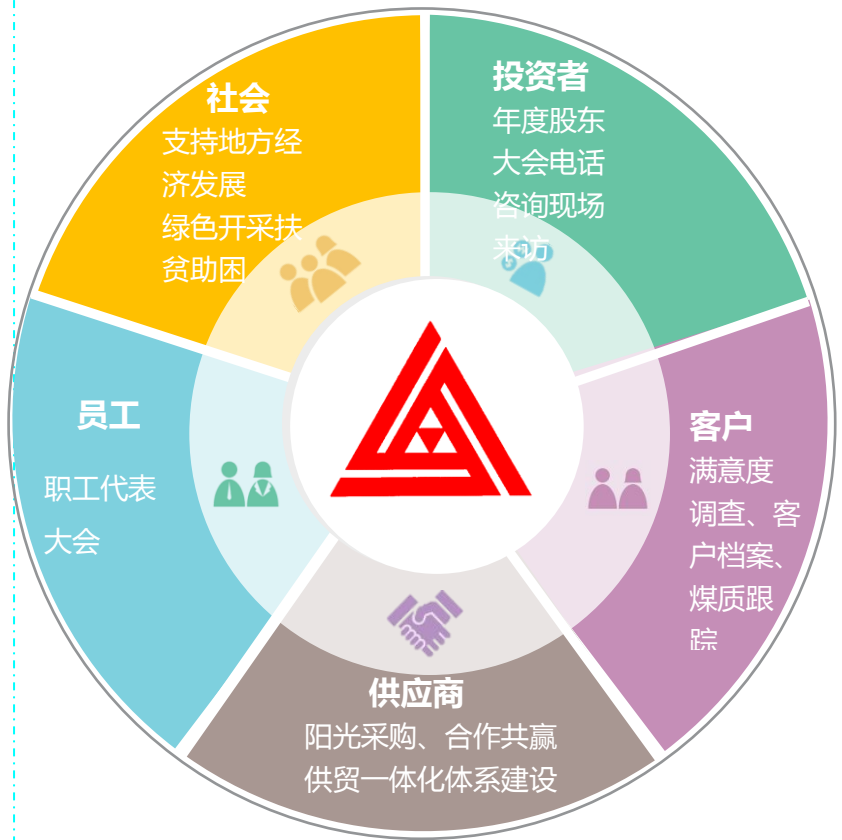 社会
支持地方经
济发展
绿色开采扶
贫助困
投资者
年度股东
大会电话
咨询现场
来访
员工
职工代表
大会
客户
满意度
调查、客
户档案、
煤质跟
踪
供应商
阳光采购、合作共赢
供贸一体化体系建设